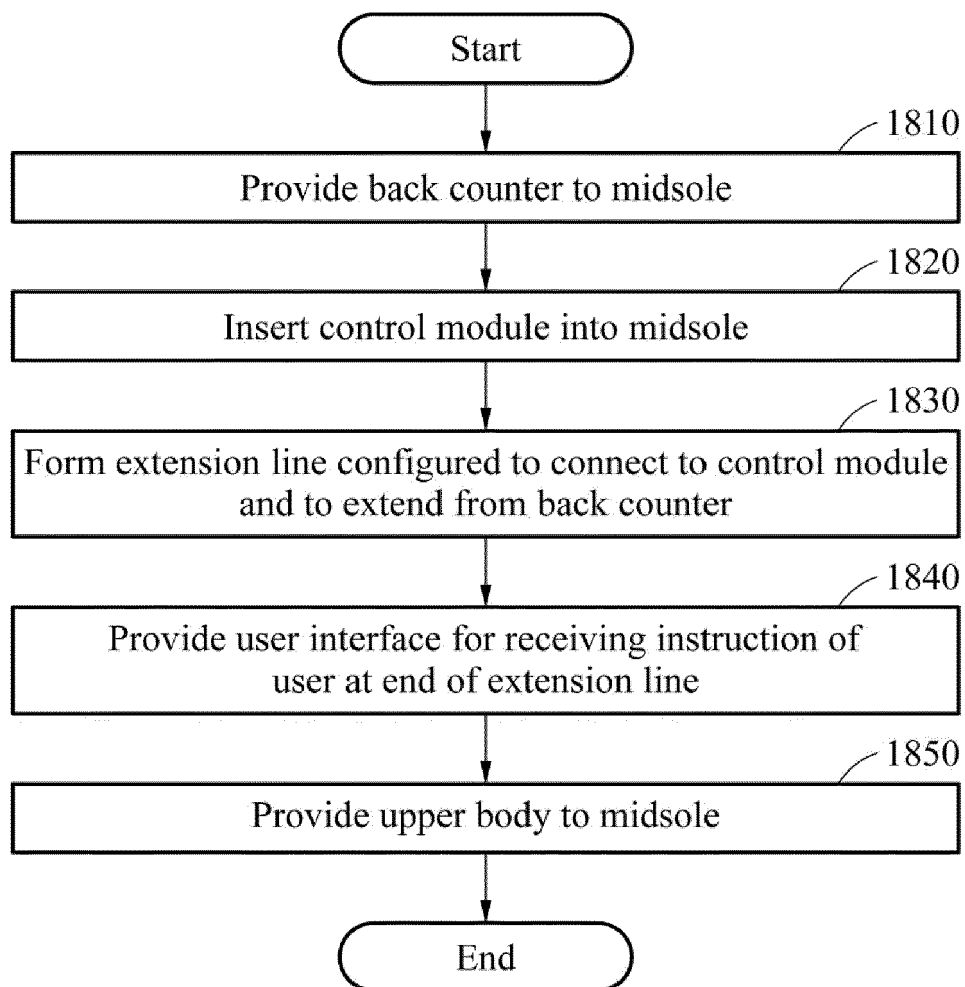 Start
1810
Provide back counter to midsole
1820
Insert control module into midsole
1830
Form extension line configured to connect to control module
and to extend from back counter
1840
Provide user interface for receiving instruction of
user at end of extension line
1850
Provide upper body to midsole
End